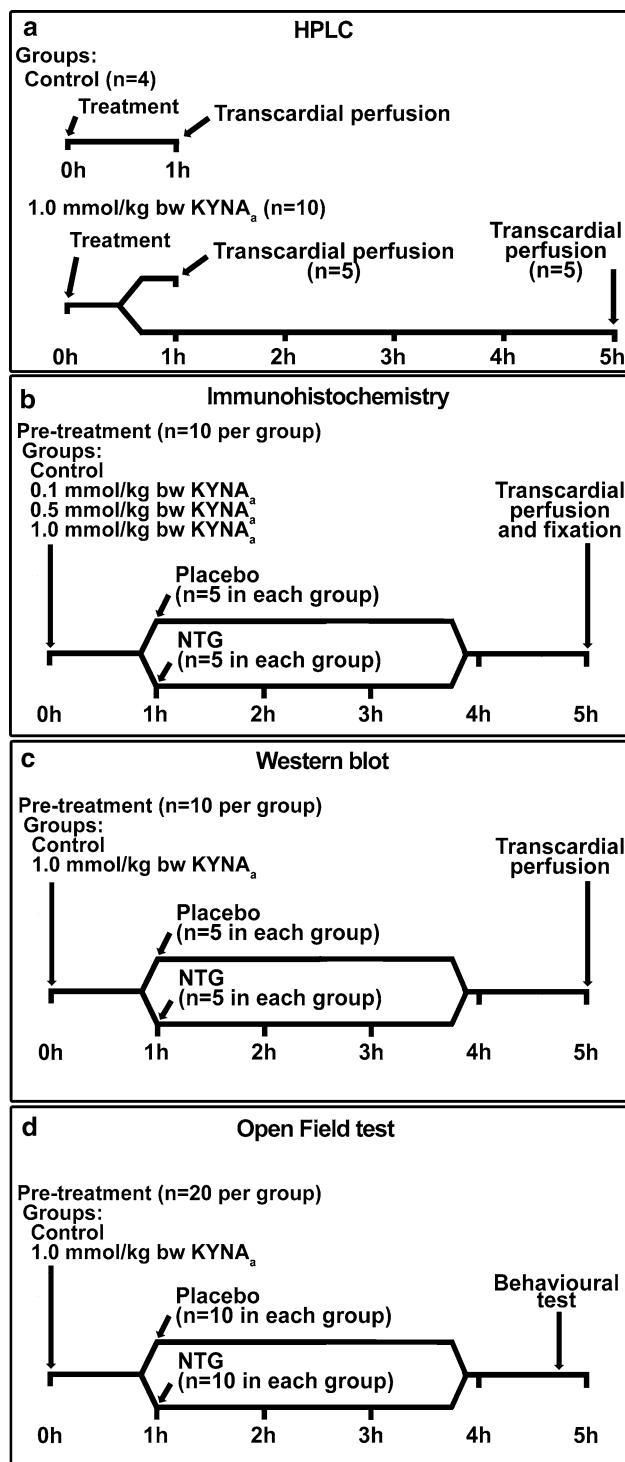 a
HPLC
Groups:
Control (n=4)
Treatment
Transcardial perfusion
0h
1h
1.0 mmol/kg bw KYNAa (n=10)
Treatment
Transcardial perfusion
(n=5)
Transcardial
perfusion
(n=5)
0h 1h 2h 3h 4h 5h
b
Immunohistochemistry
Pre-treatment (n=10 per group)
Groups:
Control
0.1 mmol/kg bw KYNAa
0.5 mmol/kg bw KYNAa
1.0 mmol/kg bw KYNAa
Transcardial
perfusion
and fixation
Placebo
(n=5 in each group)
NTG
(n=5 in each group)
0h 1h 2h 3h 4h 5h
c
Western blot
Pre-treatment (n=10 per group)
Groups:
Control
1.0 mmol/kg bw KYNAa
Transcardial
perfusion
Placebo
(n=5 in each group)
NTG
(n=5 in each group)
0h 1h 2h 3h 4h 5h
d
Open Field test
Pre-treatment (n=20 per group)
Groups:
Control
1.0 mmol/kg bw KYNAa
Behavioural
test
Placebo
(n=10 in each group)
NTG
(n=10 in each group)
0h 1h 2h 3h 4h 5h